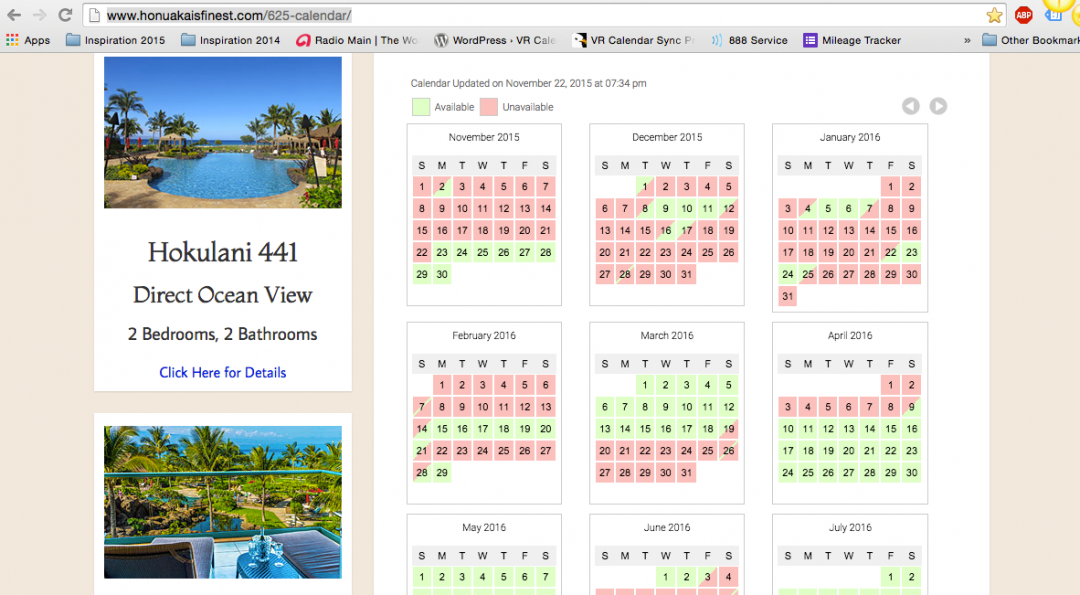 www.honuakaisfinest.com/625-calendar/
ABP
Apps Inspiration 2015 Inspiration 2014 Radio Main | The Wo WordPress › VR Cale VR Calendar Sync Pr 888 Service Mileage Tracker » Other Bookmark
Calendar Updated on November 22, 2015 at 07:34 pm
Available Unavailable
Hokulani 441
Direct Ocean View
2 Bedrooms, 2 Bathrooms
Click Here for Details
November 2015
S M T W T F S
1 2 3 4 5 6 7
8 9 10 11 12 13 14
15 16 17 18 19 20 21
22 23 24 25 26 27 28
29 30
December 2015
S M T W T F S
1 2 3 4 5
6 7 8 9 10 11 12
13 14 15 16 17 18 19
20 21 22 23 24 25 26
27 28 29 30 31
January 2016
S M T W T F S
1 2
3 4 5 6 7 8 9
10 11 12 13 14 15 16
17 18 19 20 21 22 23
24 25 26 27 28 29 30
31
February 2016
S M T W T F S
1 2 3 4 5 6
7 8 9 10 11 12 13
14 15 16 17 18 19 20
21 22 23 24 25 26 27
28 29
March 2016
S M T W T F S
1 2 3 4 5
6 7 8 9 10 11 12
13 14 15 16 17 18 19
20 21 22 23 24 25 26
27 28 29 30 31
April 2016
S M T W T F S
1 2
3 4 5 6 7 8 9
10 11 12 13 14 15 16
17 18 19 20 21 22 23
24 25 26 27 28 29 30
May 2016
S M T W T F S
1 2 3 4 5 6 7
June 2016
S M T W T F S
1 2 3 4
July 2016
S M T W T F S
1 2